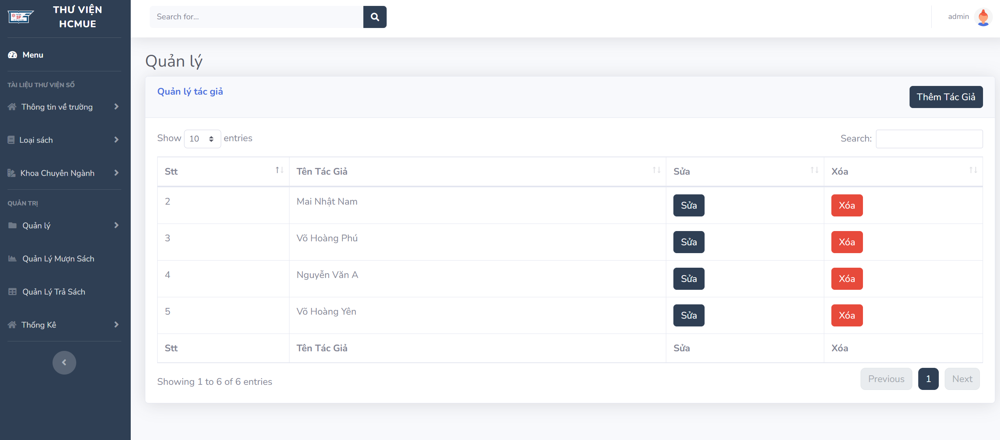 THƯ VIỆN
HCMUE
Search for...
admin
Menu
TÀI LIỆU THƯ VIỆN SỐ
Thông tin về trường
Loại sách
Khoa Chuyên Ngành
QUẢN TRỊ
Quản lý
Quản Lý Mượn Sách
Quản Lý Trả Sách
Thống Kê
Quản lý
Quản lý tác giả
Thêm Tác Giả
Show 10 entries
Search:
Stt Tên Tác Giả Sửa Xóa
2 Mai Nhật Nam Sửa Xóa
3 Võ Hoàng Phú Sửa Xóa
4 Nguyễn Văn A Sửa Xóa
5 Võ Hoàng Yên Sửa Xóa
Stt Tên Tác Giả Sửa Xóa
Showing 1 to 6 of 6 entries
Previous 1 Next